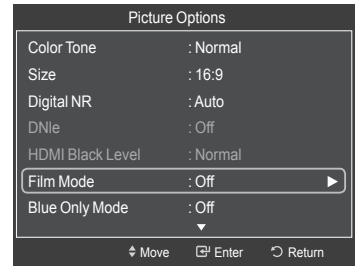 Picture Options
Color Tone : Normal
Size : 16:9
Digital NR : Auto
DNIe : Off
HDMI Black Level : Normal
Film Mode : Off ►
Blue Only Mode : Off
▼
Move Enter Return